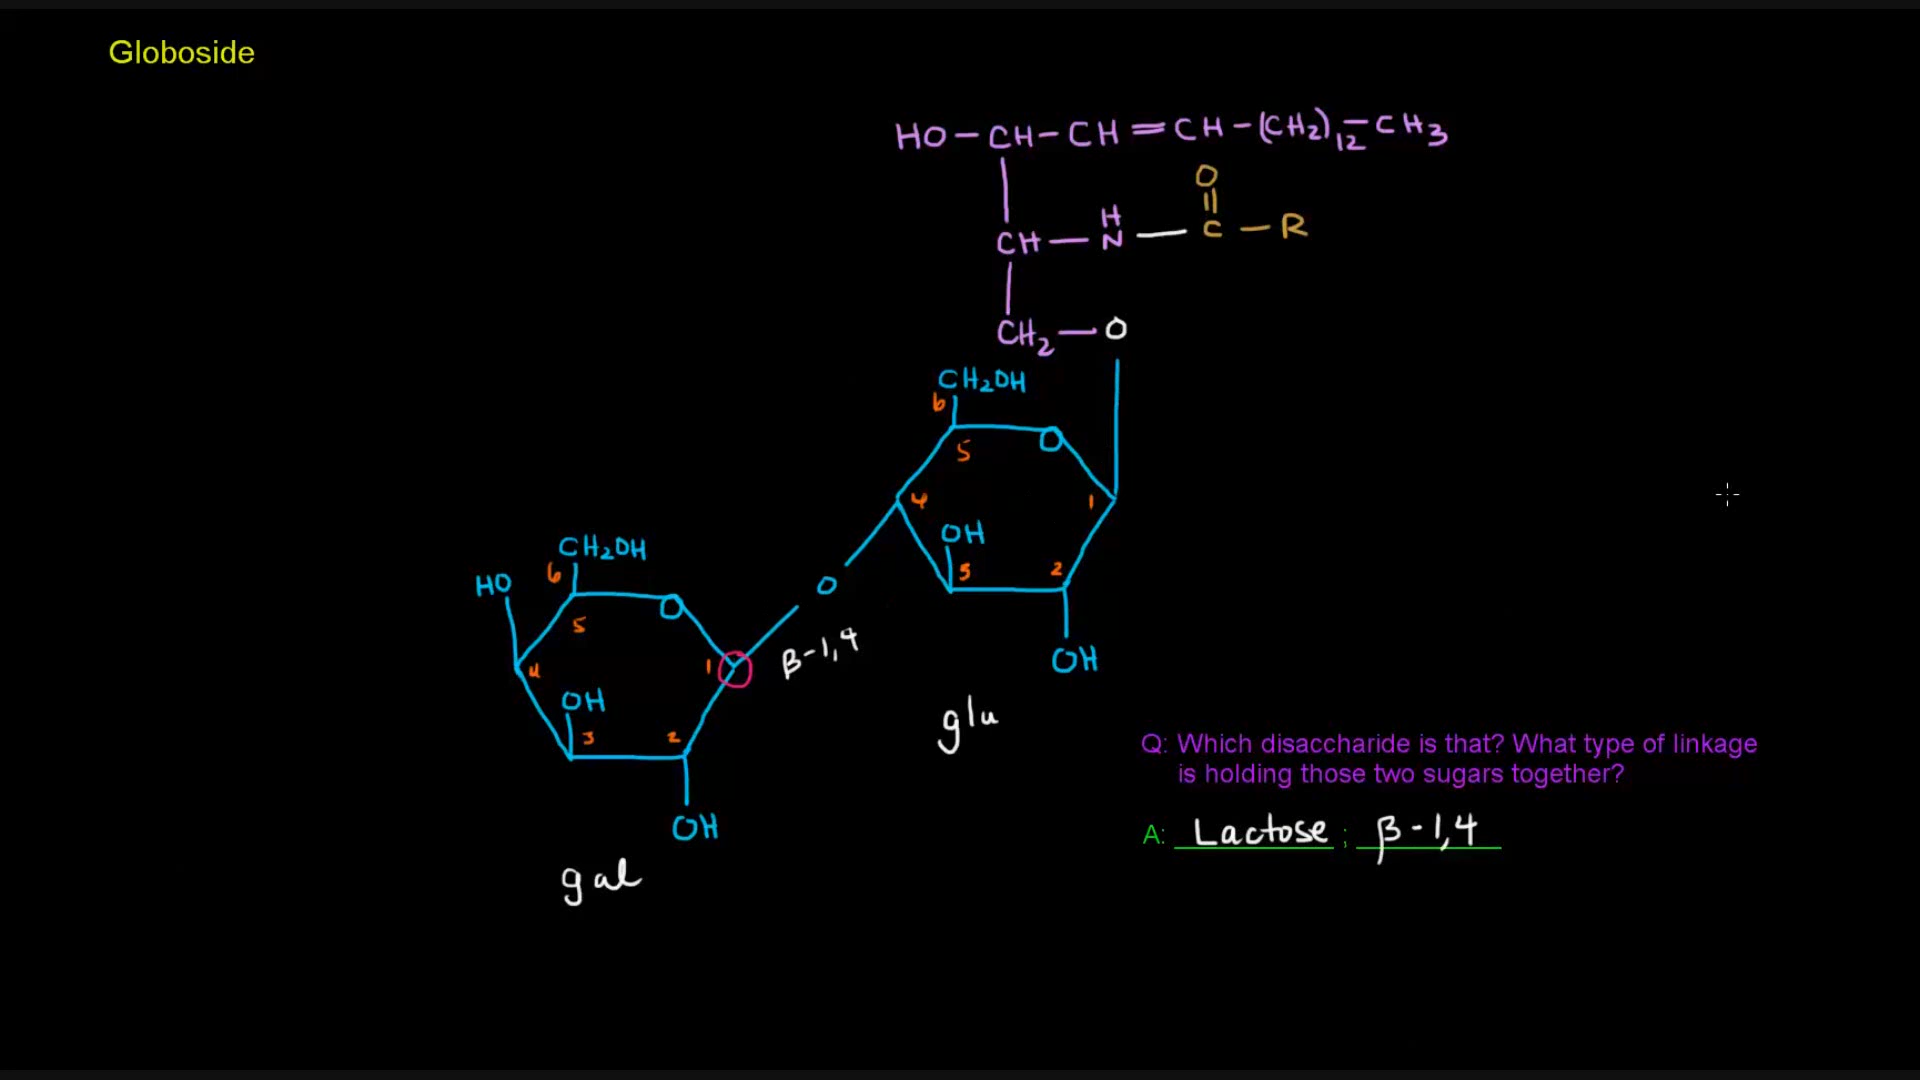 Globoside
HO-CH-CH=CH-(CH2)12-CH3
O
CH-N-C-R
H
CH2-O
CH2OH
6
5
O
4
1
OH
3
2
O
OH
β-1,4
glu
CH2OH
HO
6
5
O
4
1
OH
3
2
OH
gal
Q: Which disaccharide is that? What type of linkage
is holding those two sugars together?
A: Lactose ; β-1,4